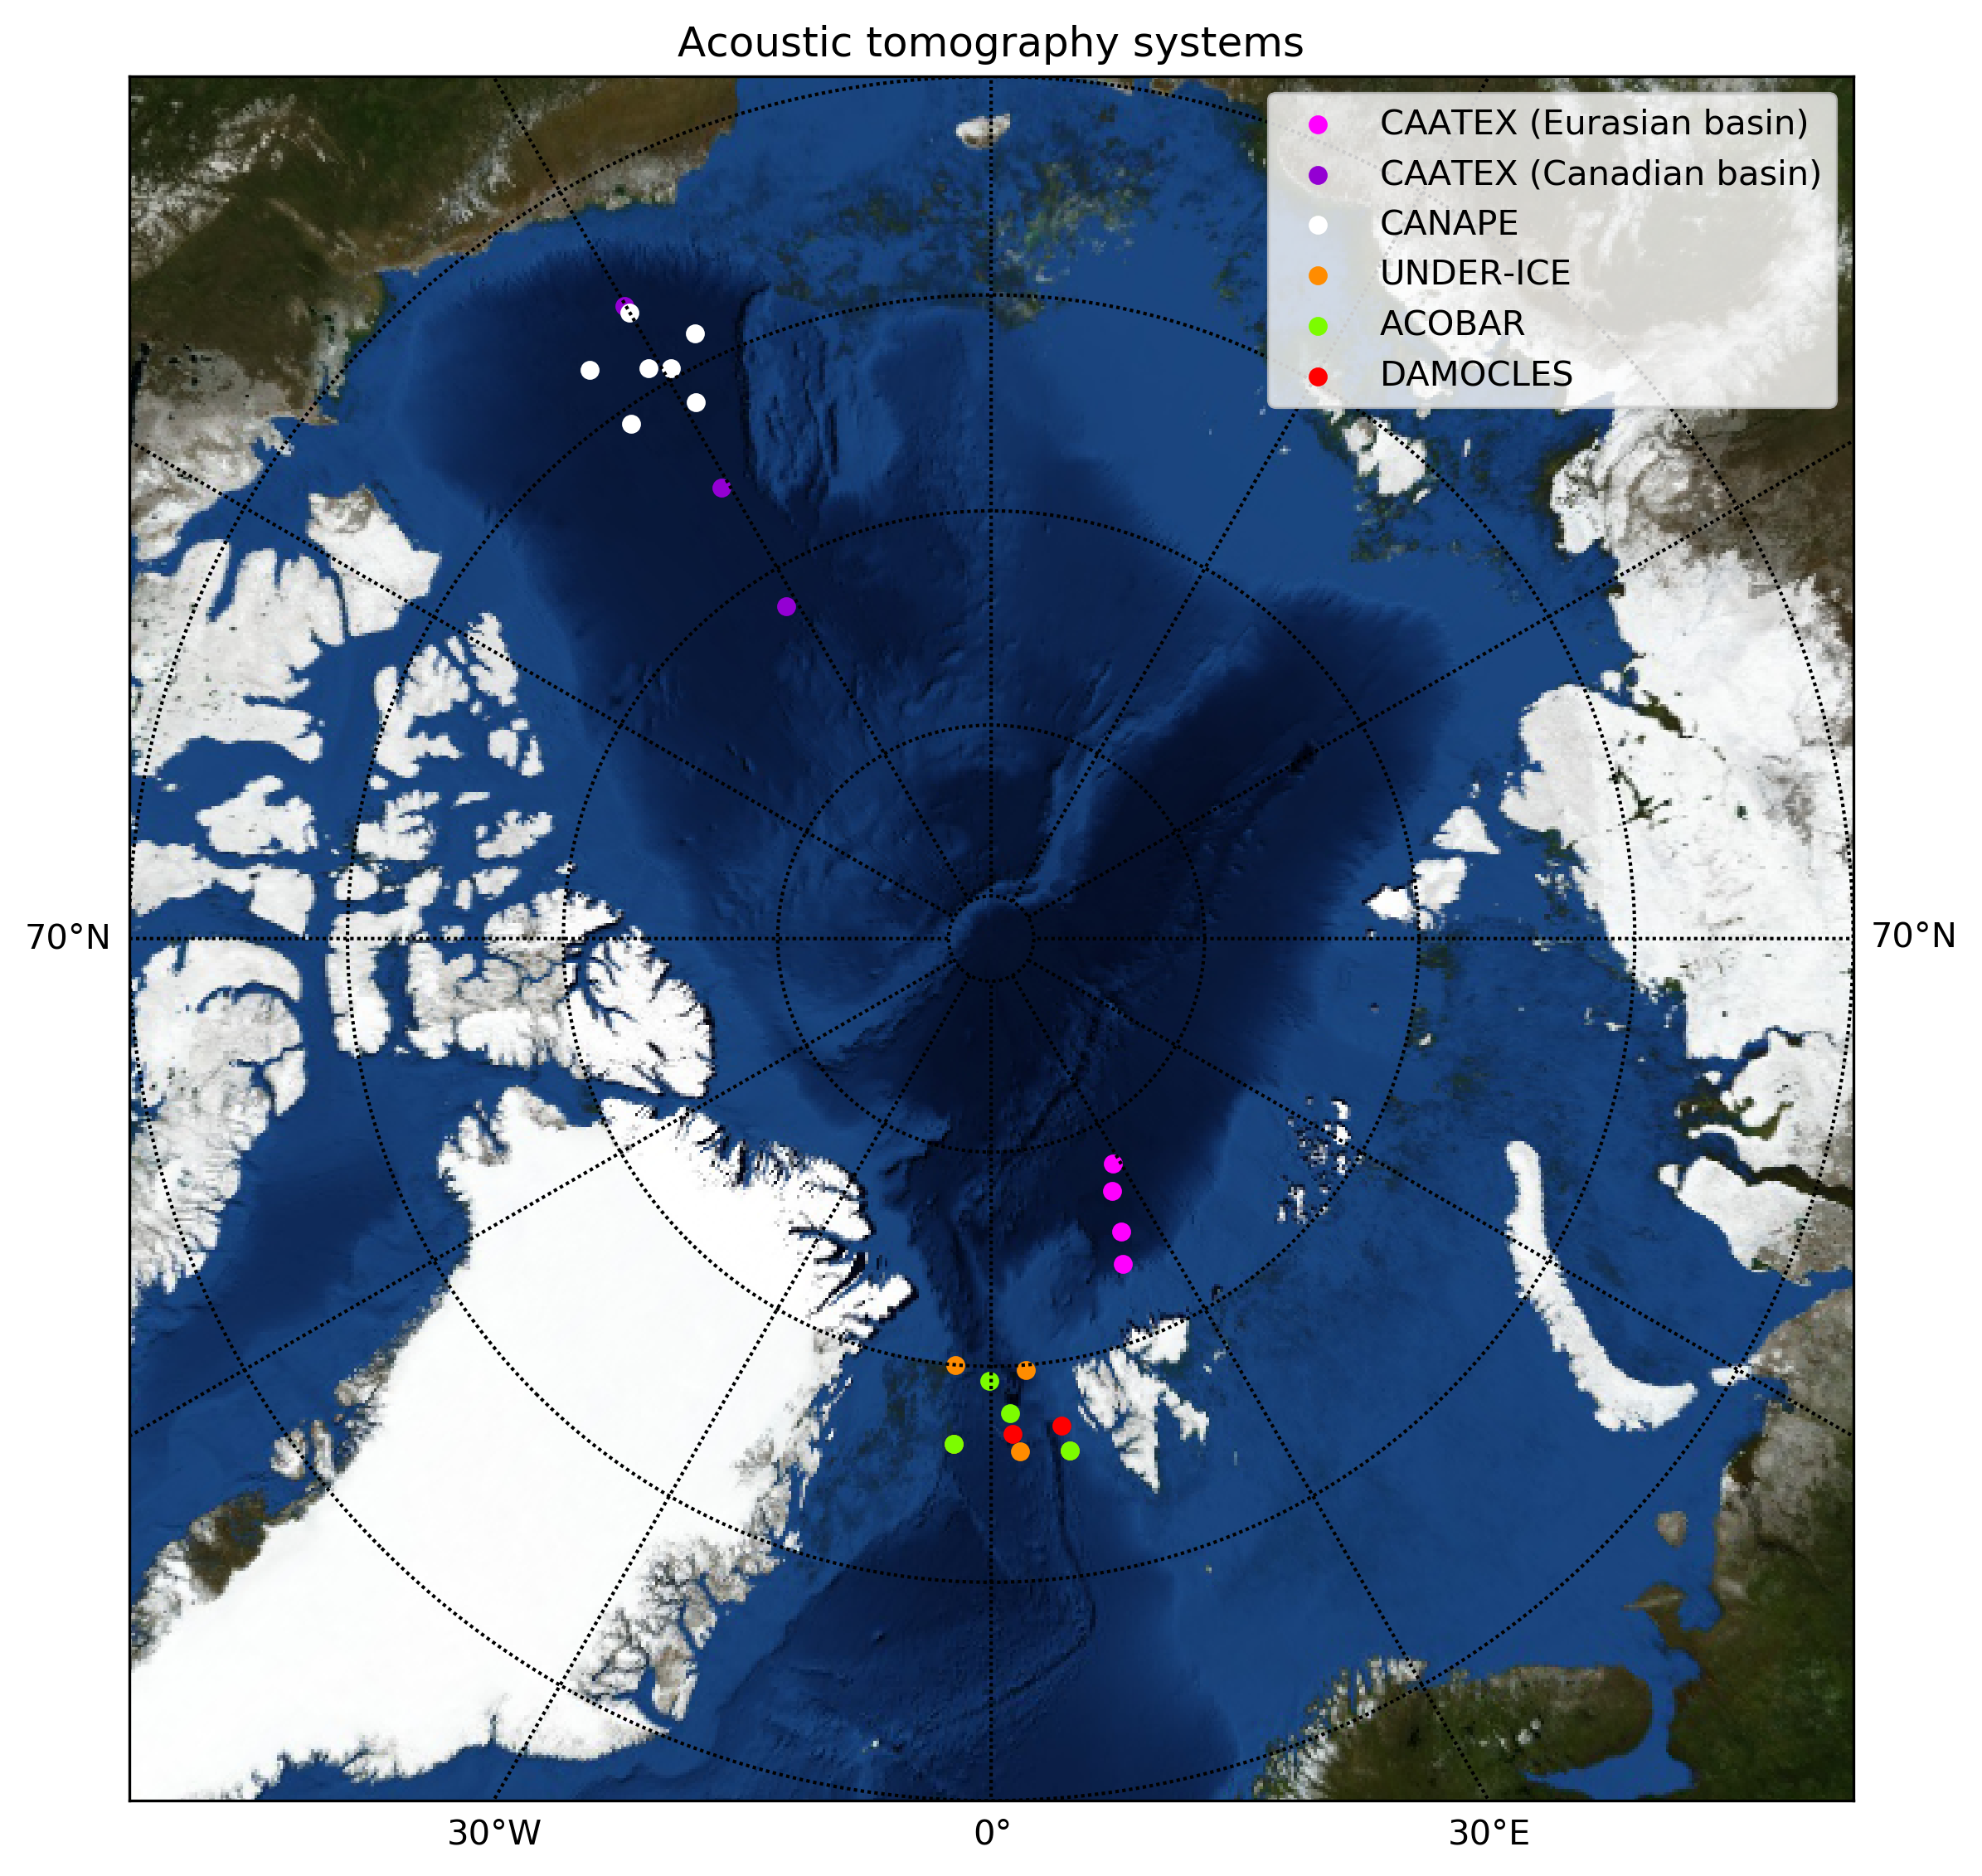 Acoustic tomography systems
CAATEX (Eurasian basin)
CAATEX (Canadian basin)
CANAPE
UNDER-ICE
ACOBAR
DAMOCLES
70°N
70°N
30°W
0°
30°E